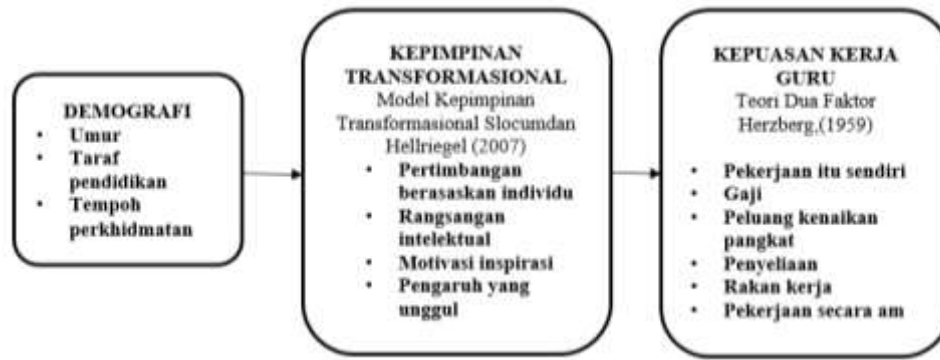 DEMOGRAFI
• Umur
• Taraf
pendidikan
• Tempoh
perkhidmatan
KEPIMPINAN
TRANSFORMASIONAL
Model Kepimpinan
Transformasional Slocumdan
Hellriegel (2007)
• Pertimbangan
berasaskan individu
• Rangsangan
intelektual
• Motivasi inspirasi
• Pengaruh yang
unggul
KEPUASAN KERJA
GURU
Teori Dua Faktor
Herzberg,(1959)
• Pekerjaan itu sendiri
• Gaji
• Peluang kenaikan
pangkat
• Penyeliaan
• Rakan kerja
• Pekerjaan secara am